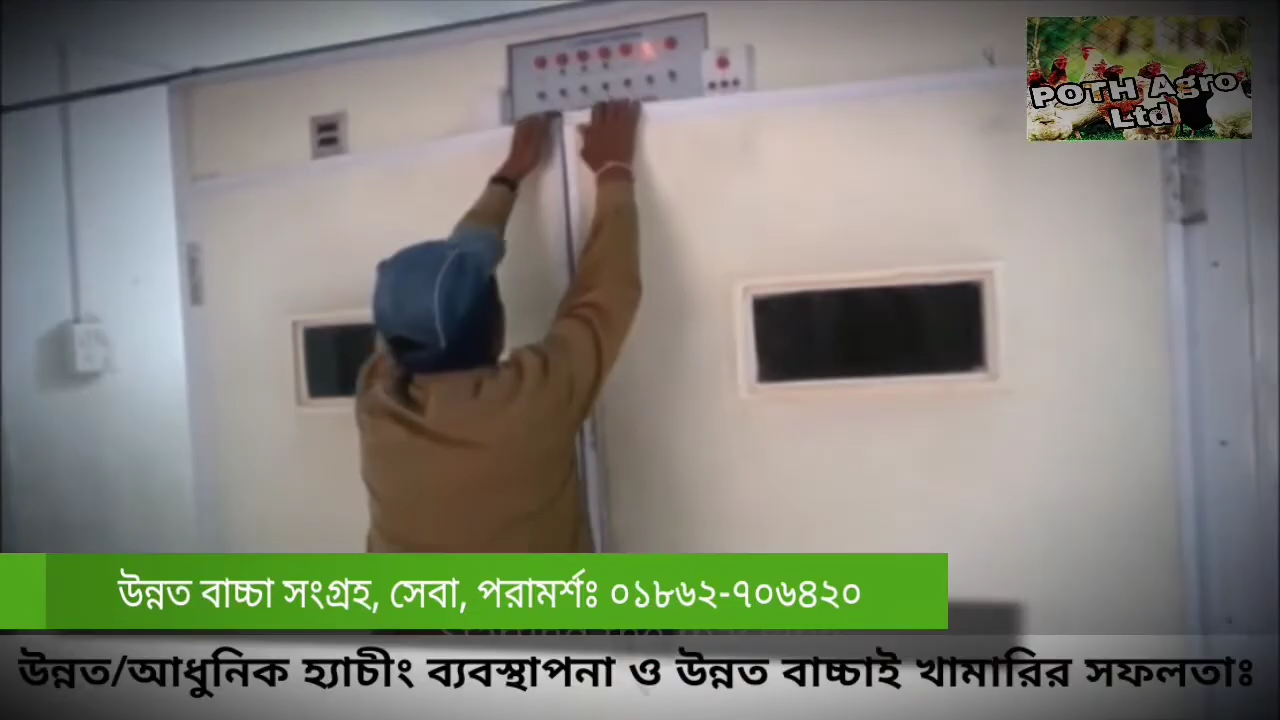 POTH Agro
Ltd
উন্নত বাচ্চা সংগ্রহ, সেবা, পরামর্শঃ ০১৮৬২-৭০৬৪২০
উন্নত/আধুনিক হ্যাচীং ব্যবস্থাপনা ও উন্নত বাচ্চাই খামারির সফলতাঃ